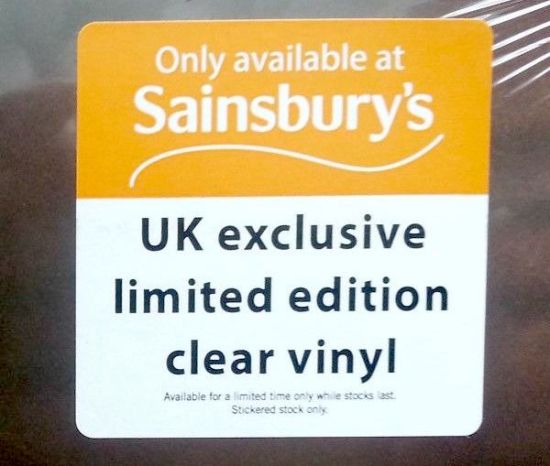 Only available at
Sainsbury's
UK exclusive
limited edition
clear vinyl
Available for a limited time only while stocks last.
Stickered stock only.